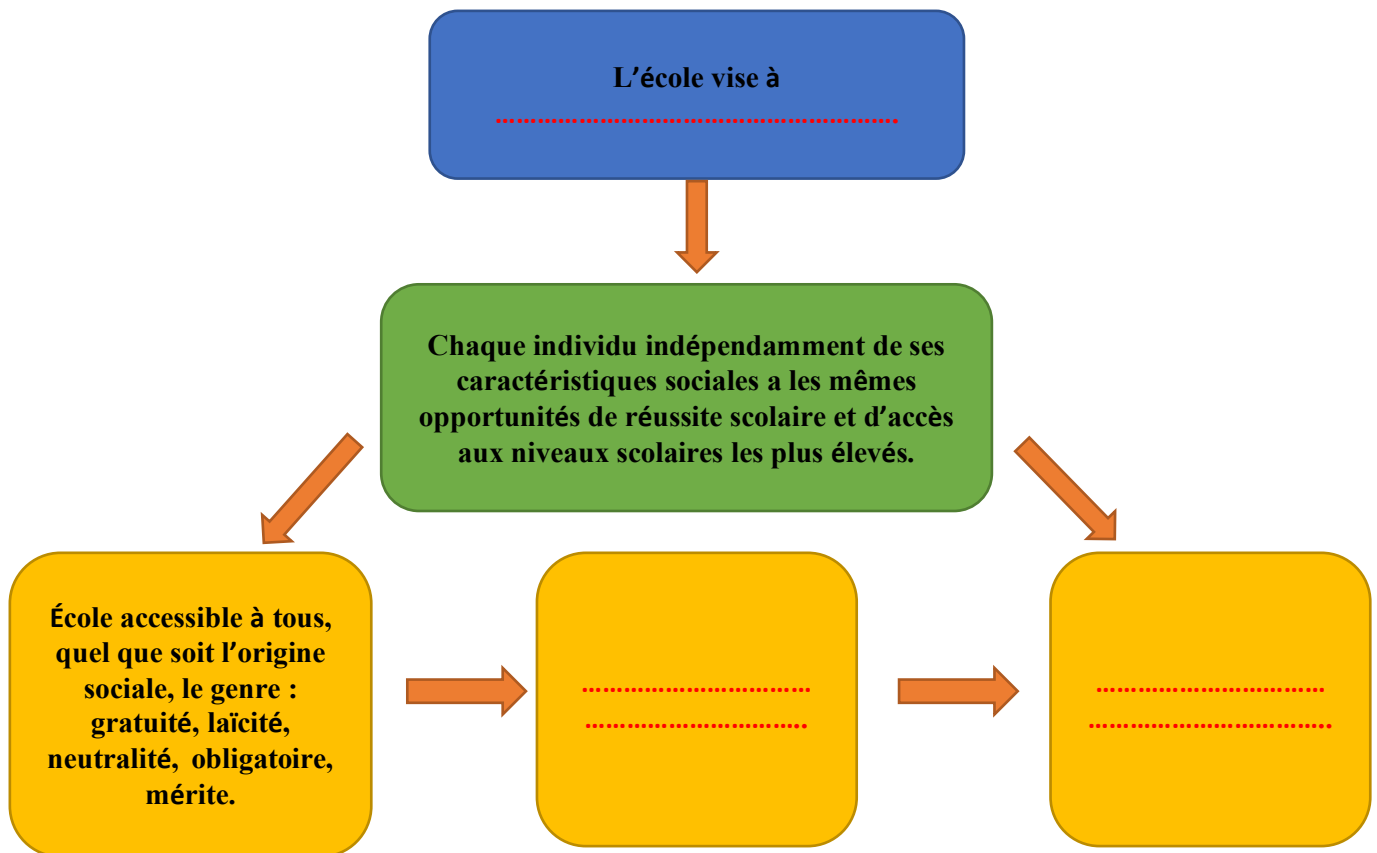 L’école vise à
…………………………………………………….
Chaque individu indépendamment de ses
caractéristiques sociales a les mêmes
opportunités de réussite scolaire et d’accès
aux niveaux scolaires les plus élevés.
École accessible à tous,
quel que soit l’origine
sociale, le genre :
gratuité, laïcité,
neutralité, obligatoire,
mérite.
……………………………
…………………………..
……………………………
……………………………..